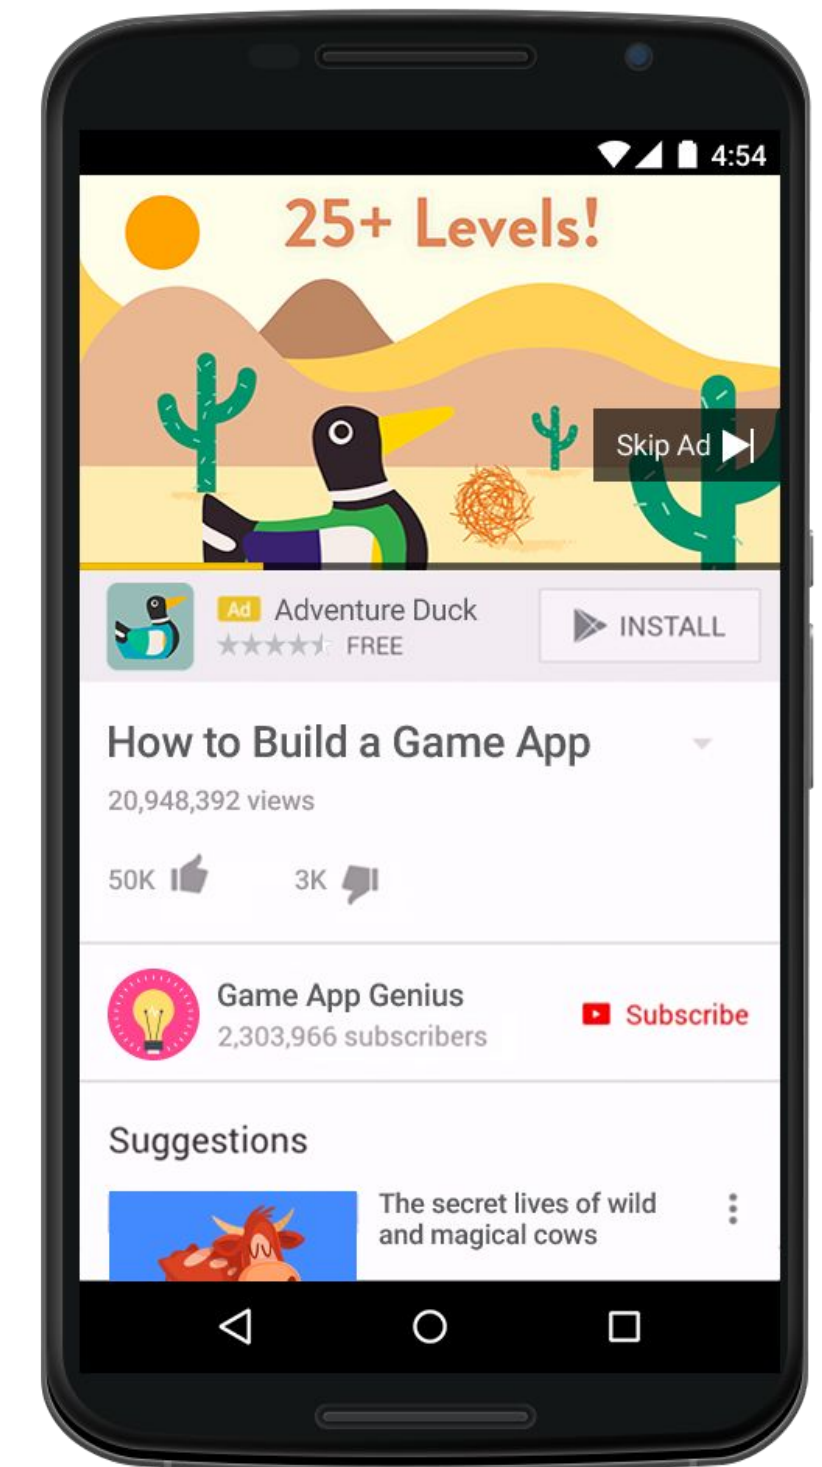 4:54
25+ Levels!
Skip Ad
Ad Adventure Duck
FREE
INSTALL
How to Build a Game App
20,948,392 views
50K 3K
Game App Genius
2,303,966 subscribers
Subscribe
Suggestions
The secret lives of wild
and magical cows